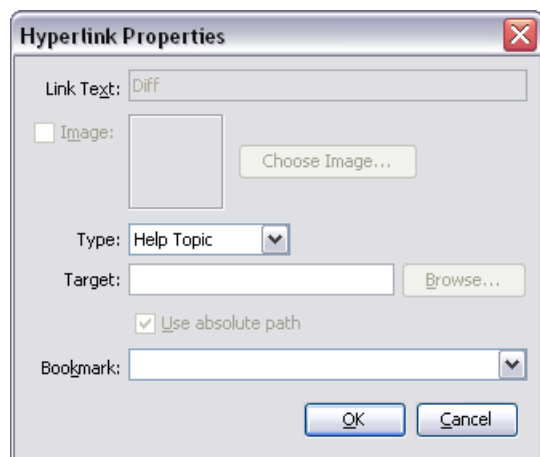 Hyperlink Properties
Link Text: Diff
Image:
Choose Image...
Type: Help Topic
Target: Browse...
Use absolute path
Bookmark:
OK Cancel